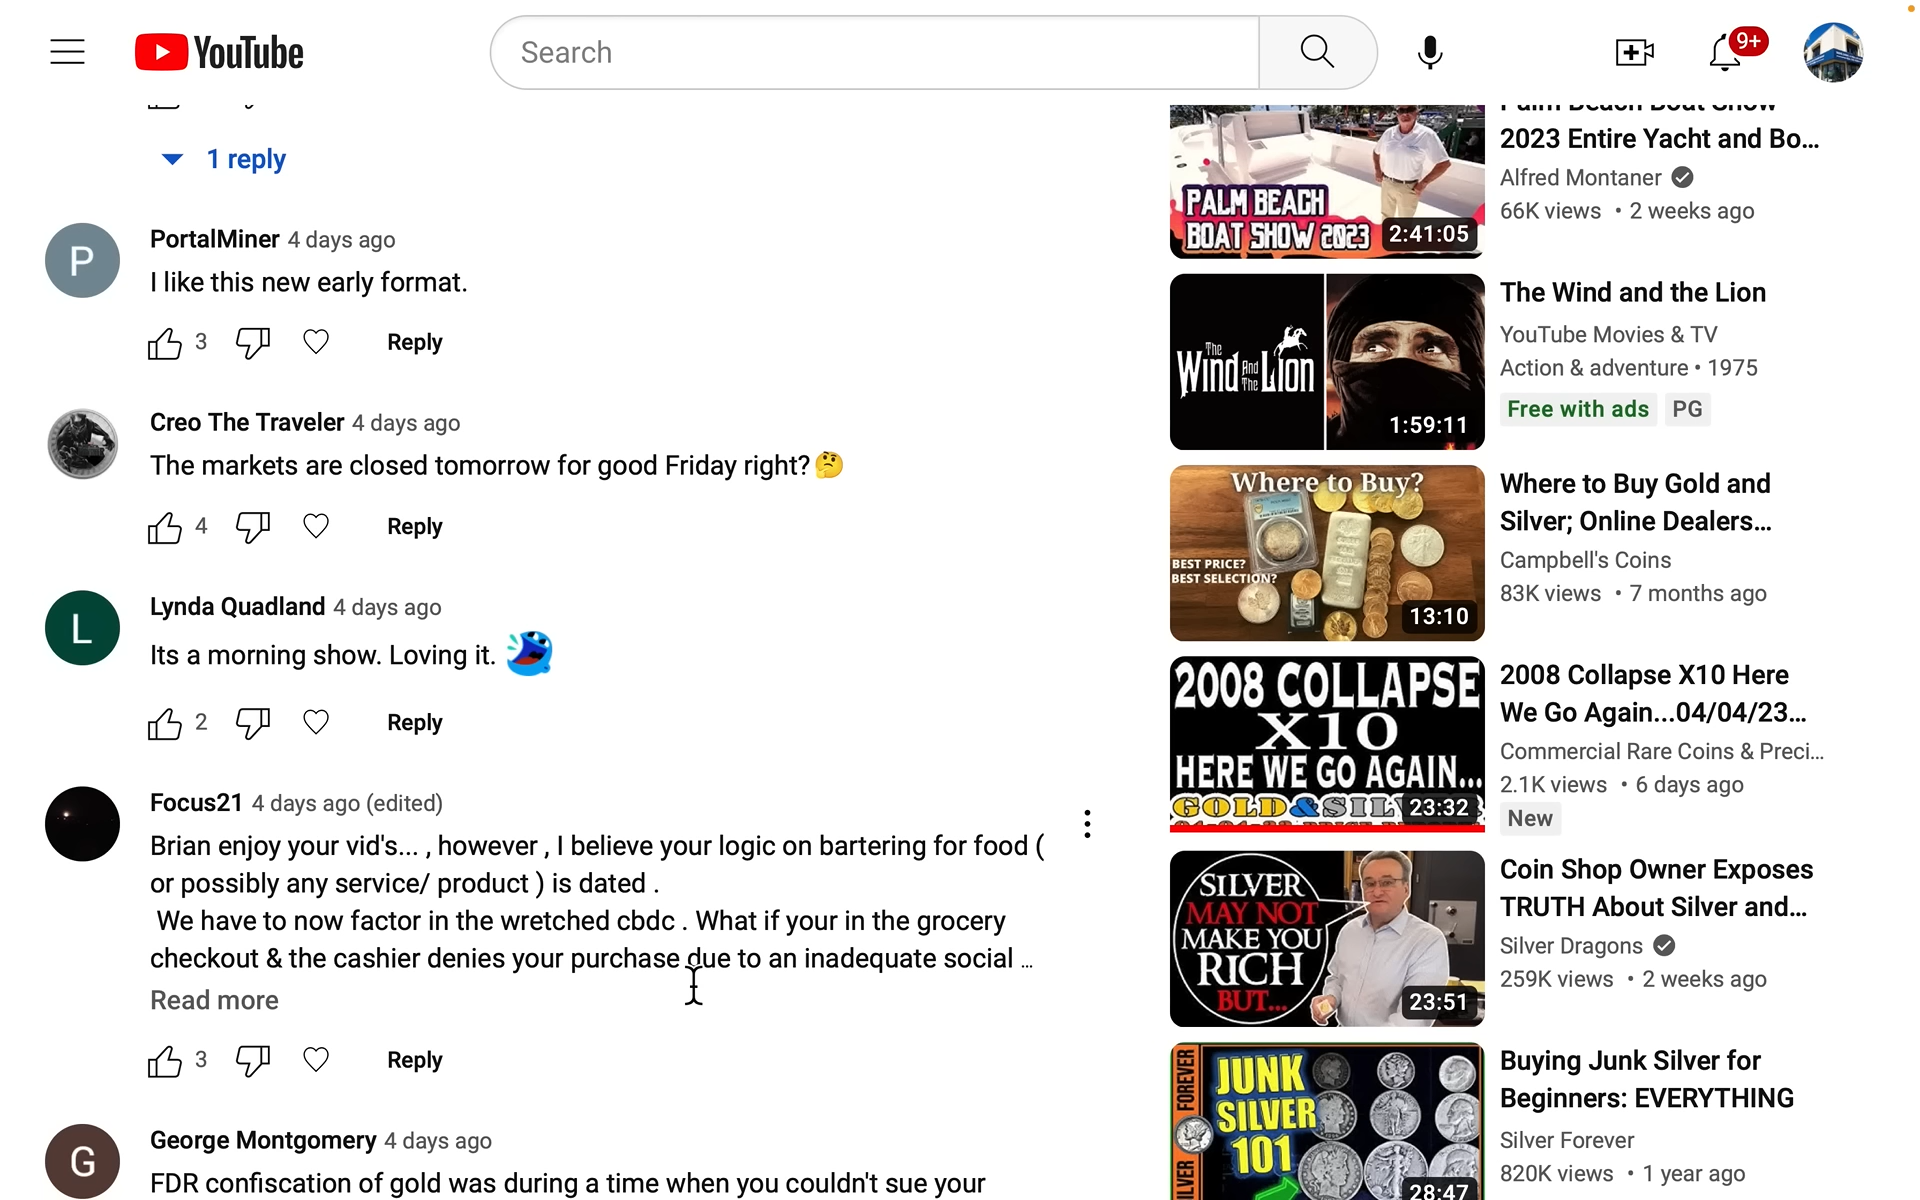 YouTube
Search
9+
1 reply
PortalMiner 4 days ago
I like this new early format.
3 Reply
Creo The Traveler 4 days ago
The markets are closed tomorrow for good Friday right?🤔
4 Reply
L
Lynda Quadland 4 days ago
Its a morning show. Loving it.
2 Reply
Focus21 4 days ago (edited)
Brian enjoy your vid's... , however , I believe your logic on bartering for food (
or possibly any service/ product ) is dated .
We have to now factor in the wretched cbdc . What if your in the grocery
checkout & the cashier denies your purchase due to an inadequate social ...
Read more
3 Reply
G
George Montgomery 4 days ago
FDR confiscation of gold was during a time when you couldn't sue your
P
PALM BEACH
BOAT SHOW 2023
2:41:05
Palm Beach Boat Show
2023 Entire Yacht and Bo...
Alfred Montaner
66K views • 2 weeks ago
The
Wind And The Lion
1:59:11
The Wind and the Lion
YouTube Movies & TV
Action & adventure • 1975
Free with ads PG
Where to Buy?
BEST PRICE?
BEST SELECTION?
13:10
Where to Buy Gold and
Silver; Online Dealers...
Campbell's Coins
83K views • 7 months ago
2008 COLLAPSE
X10
HERE WE GO AGAIN...
GOLD & SIL
23:32
2008 Collapse X10 Here
We Go Again...04/04/23...
Commercial Rare Coins & Preci...
2.1K views • 6 days ago
New
SILVER
MAY NOT
MAKE YOU
RICH
BUT...
23:51
Coin Shop Owner Exposes
TRUTH About Silver and...
Silver Dragons
259K views • 2 weeks ago
FOREVER
JUNK
SILVER
101
28:47
Buying Junk Silver for
Beginners: EVERYTHING
Silver Forever
820K views • 1 year ago